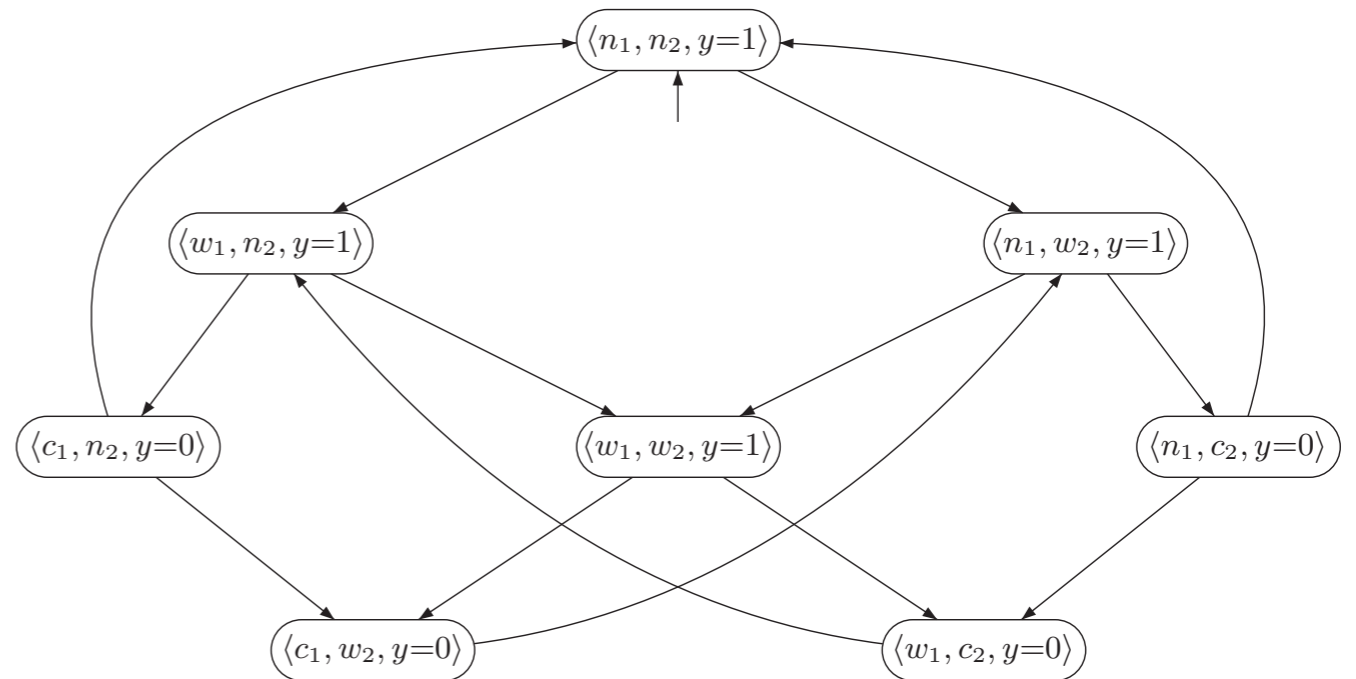 ⟨n₁, n₂, y=1⟩
⟨w₁, n₂, y=1⟩
⟨n₁, w₂, y=1⟩
⟨c₁, n₂, y=0⟩
⟨w₁, w₂, y=1⟩
⟨n₁, c₂, y=0⟩
⟨c₁, w₂, y=0⟩
⟨w₁, c₂, y=0⟩